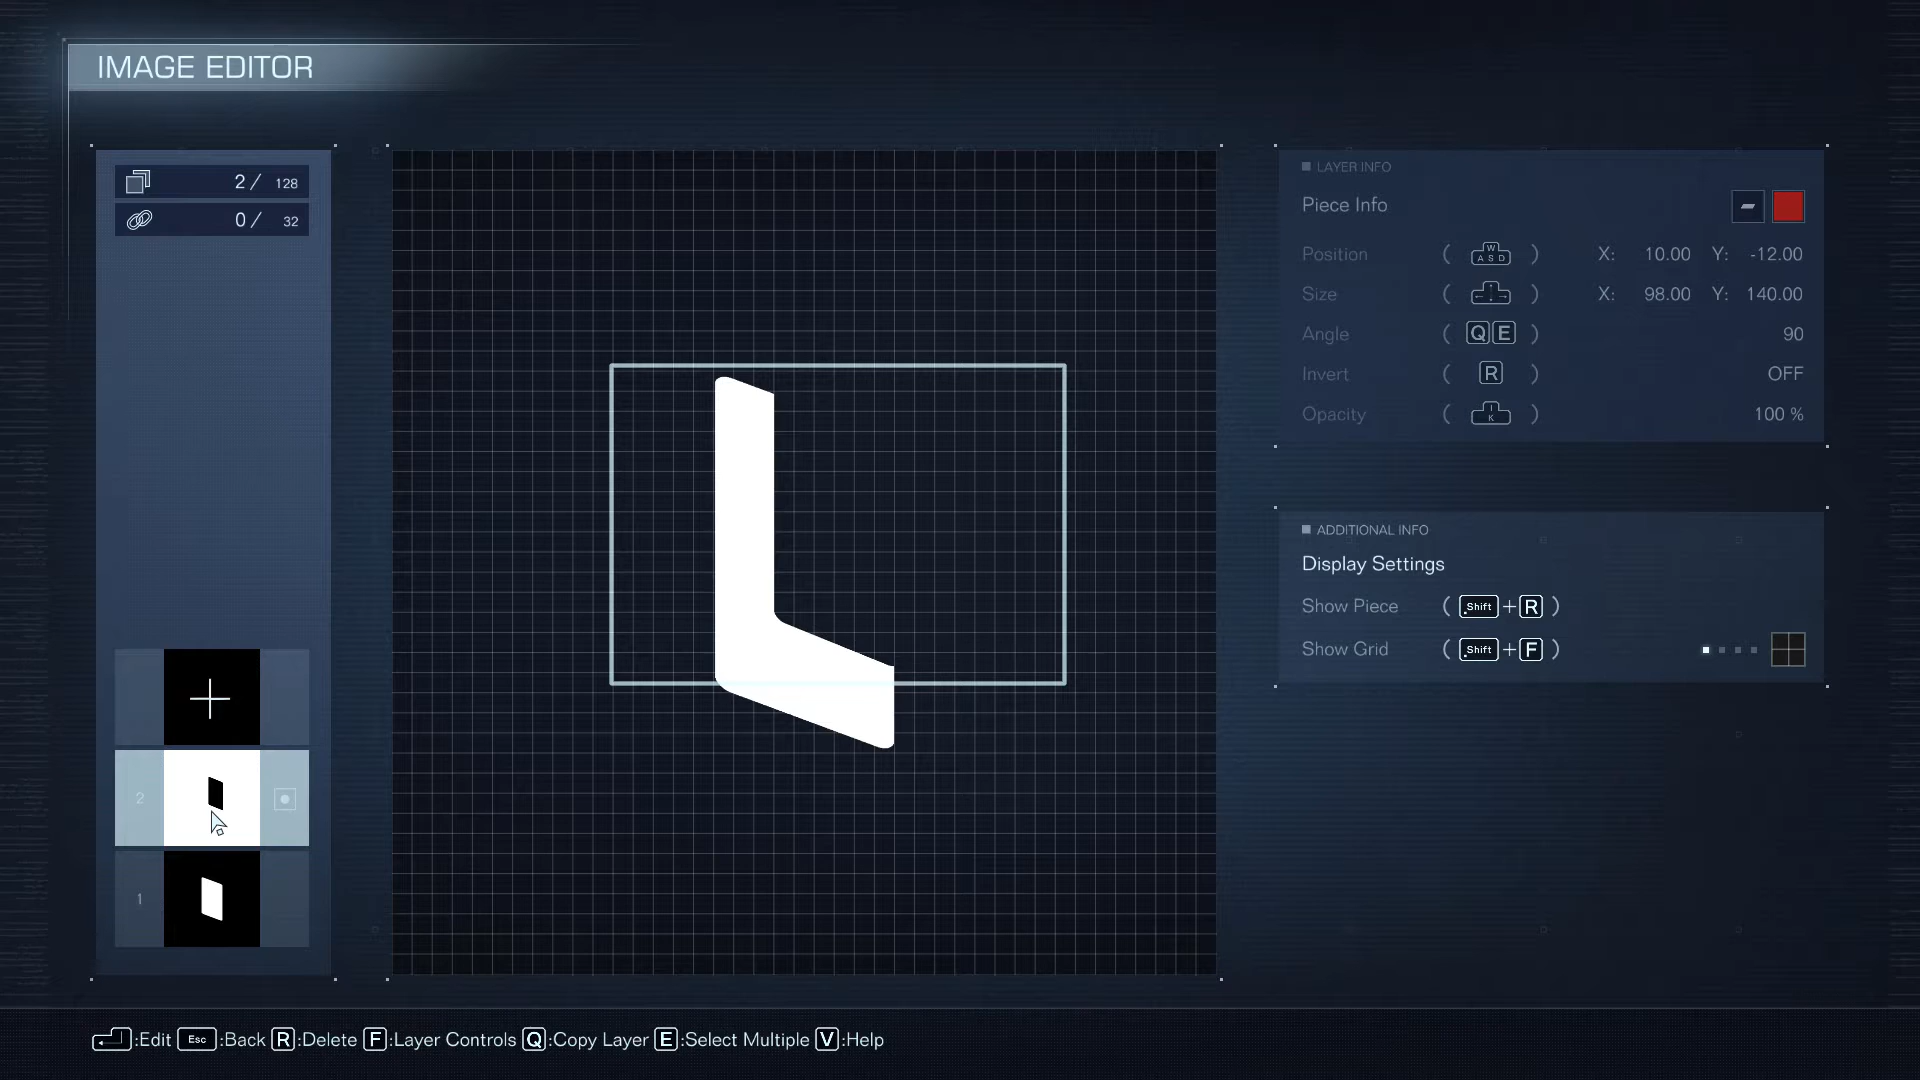 IMAGE EDITOR
2 / 128
0 / 32
2
1
LAYER INFO
Piece Info
Position ( W A S D ) X: 10.00 Y: -12.00
Size ( ←↑↓→ ) X: 98.00 Y: 140.00
Angle ( Q E ) 90
Invert ( R ) OFF
Opacity ( I K ) 100 %
ADDITIONAL INFO
Display Settings
Show Piece ( Shift + R )
Show Grid ( Shift + F )
:Edit Esc :Back R :Delete F :Layer Controls Q :Copy Layer E :Select Multiple V :Help